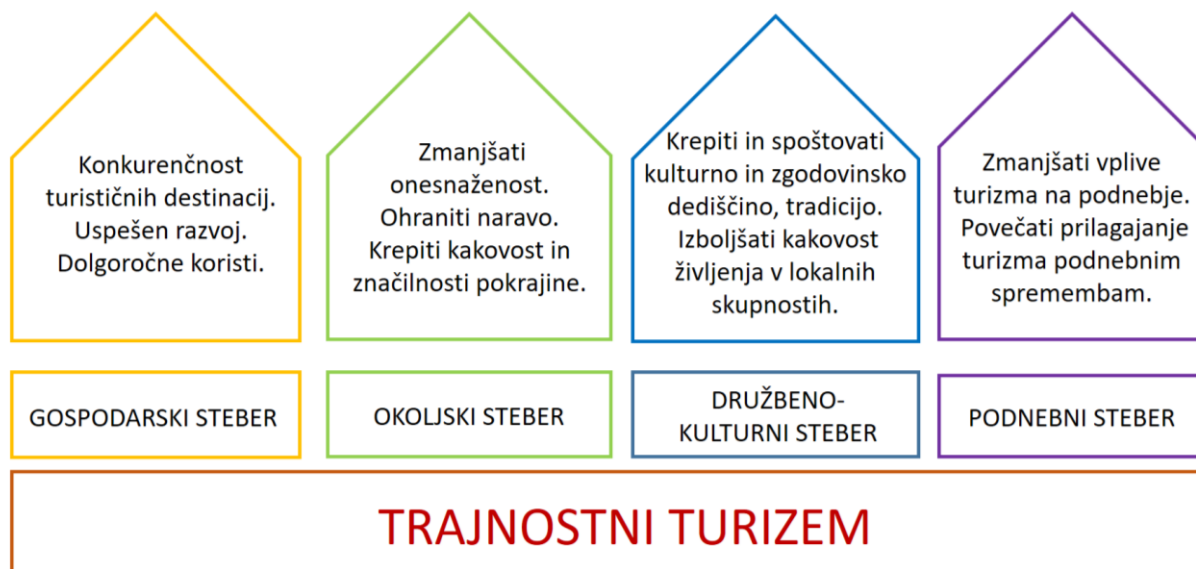 Konkurenčnost
turističnih destinacij.
Uspešen razvoj.
Dolgoročne koristi.
Zmanjšati
onesnaženost.
Ohraniti naravo.
Krepiti kakovost in
značilnosti pokrajine.
Krepiti in spoštovati
kulturno in zgodovinsko
dediščino, tradicijo.
Izboljšati kakovost
življenja v lokalnih
skupnostih.
Zmanjšati vplive
turizma na podnebje.
Povečati prilagajanje
turizma podnebnim
spremembam.
GOSPODARSKI STEBER
OKOLJSKI STEBER
DRUŽBENO-
KULTURNI STEBER
PODNEBNI STEBER
TRAJNOSTNI TURIZEM